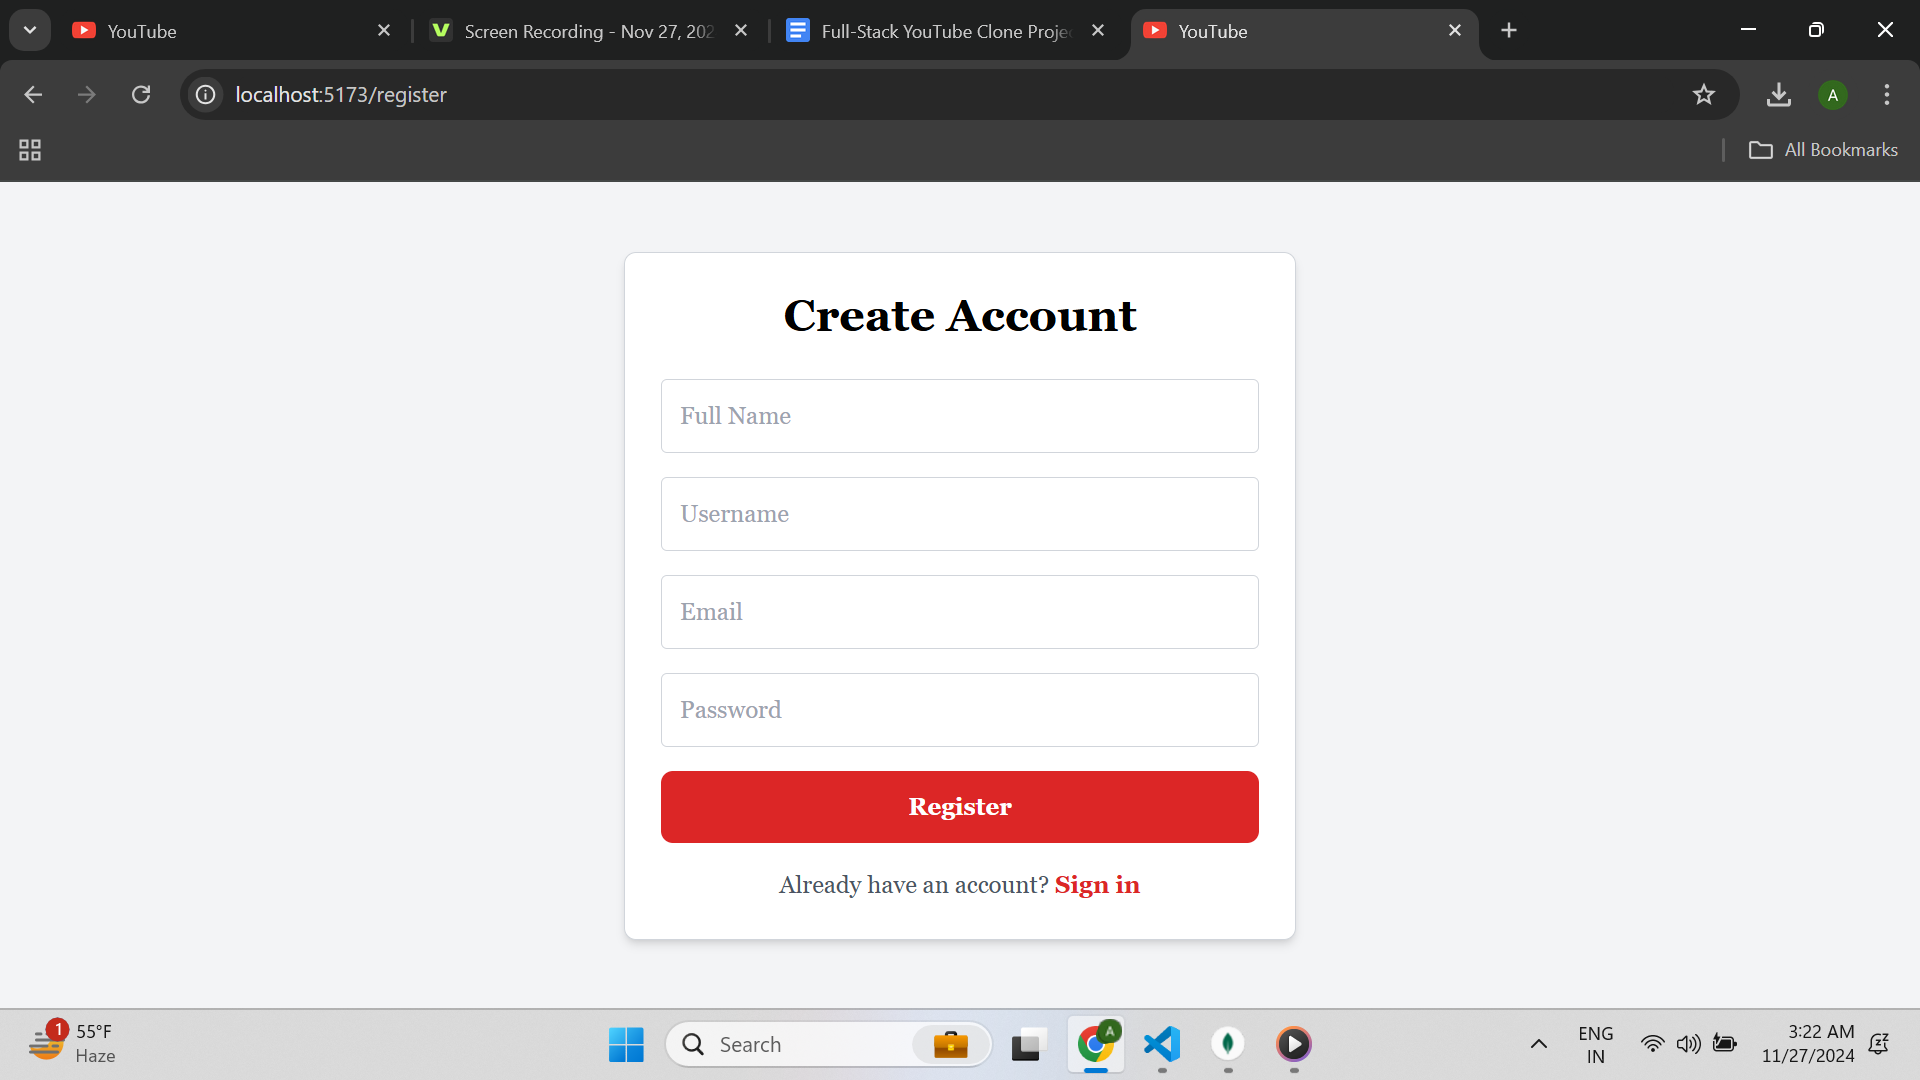 YouTube
Screen Recording - Nov 27, 202
Full-Stack YouTube Clone Proje
YouTube
localhost:5173/register
A
All Bookmarks
Create Account
Full Name
Username
Email
Password
Register
Already have an account? Sign in
1
55°F
Haze
Search
A
ENG
IN
3:22 AM
11/27/2024